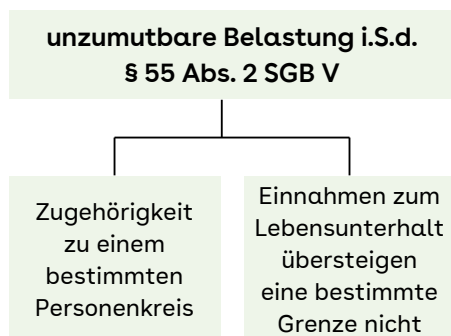 unzumutbare Belastung i.S.d.
§ 55 Abs. 2 SGB V
Zugehörigkeit
zu einem
bestimmten
Personenkreis
Einnahmen zum
Lebensunterhalt
übersteigen
eine bestimmte
Grenze nicht